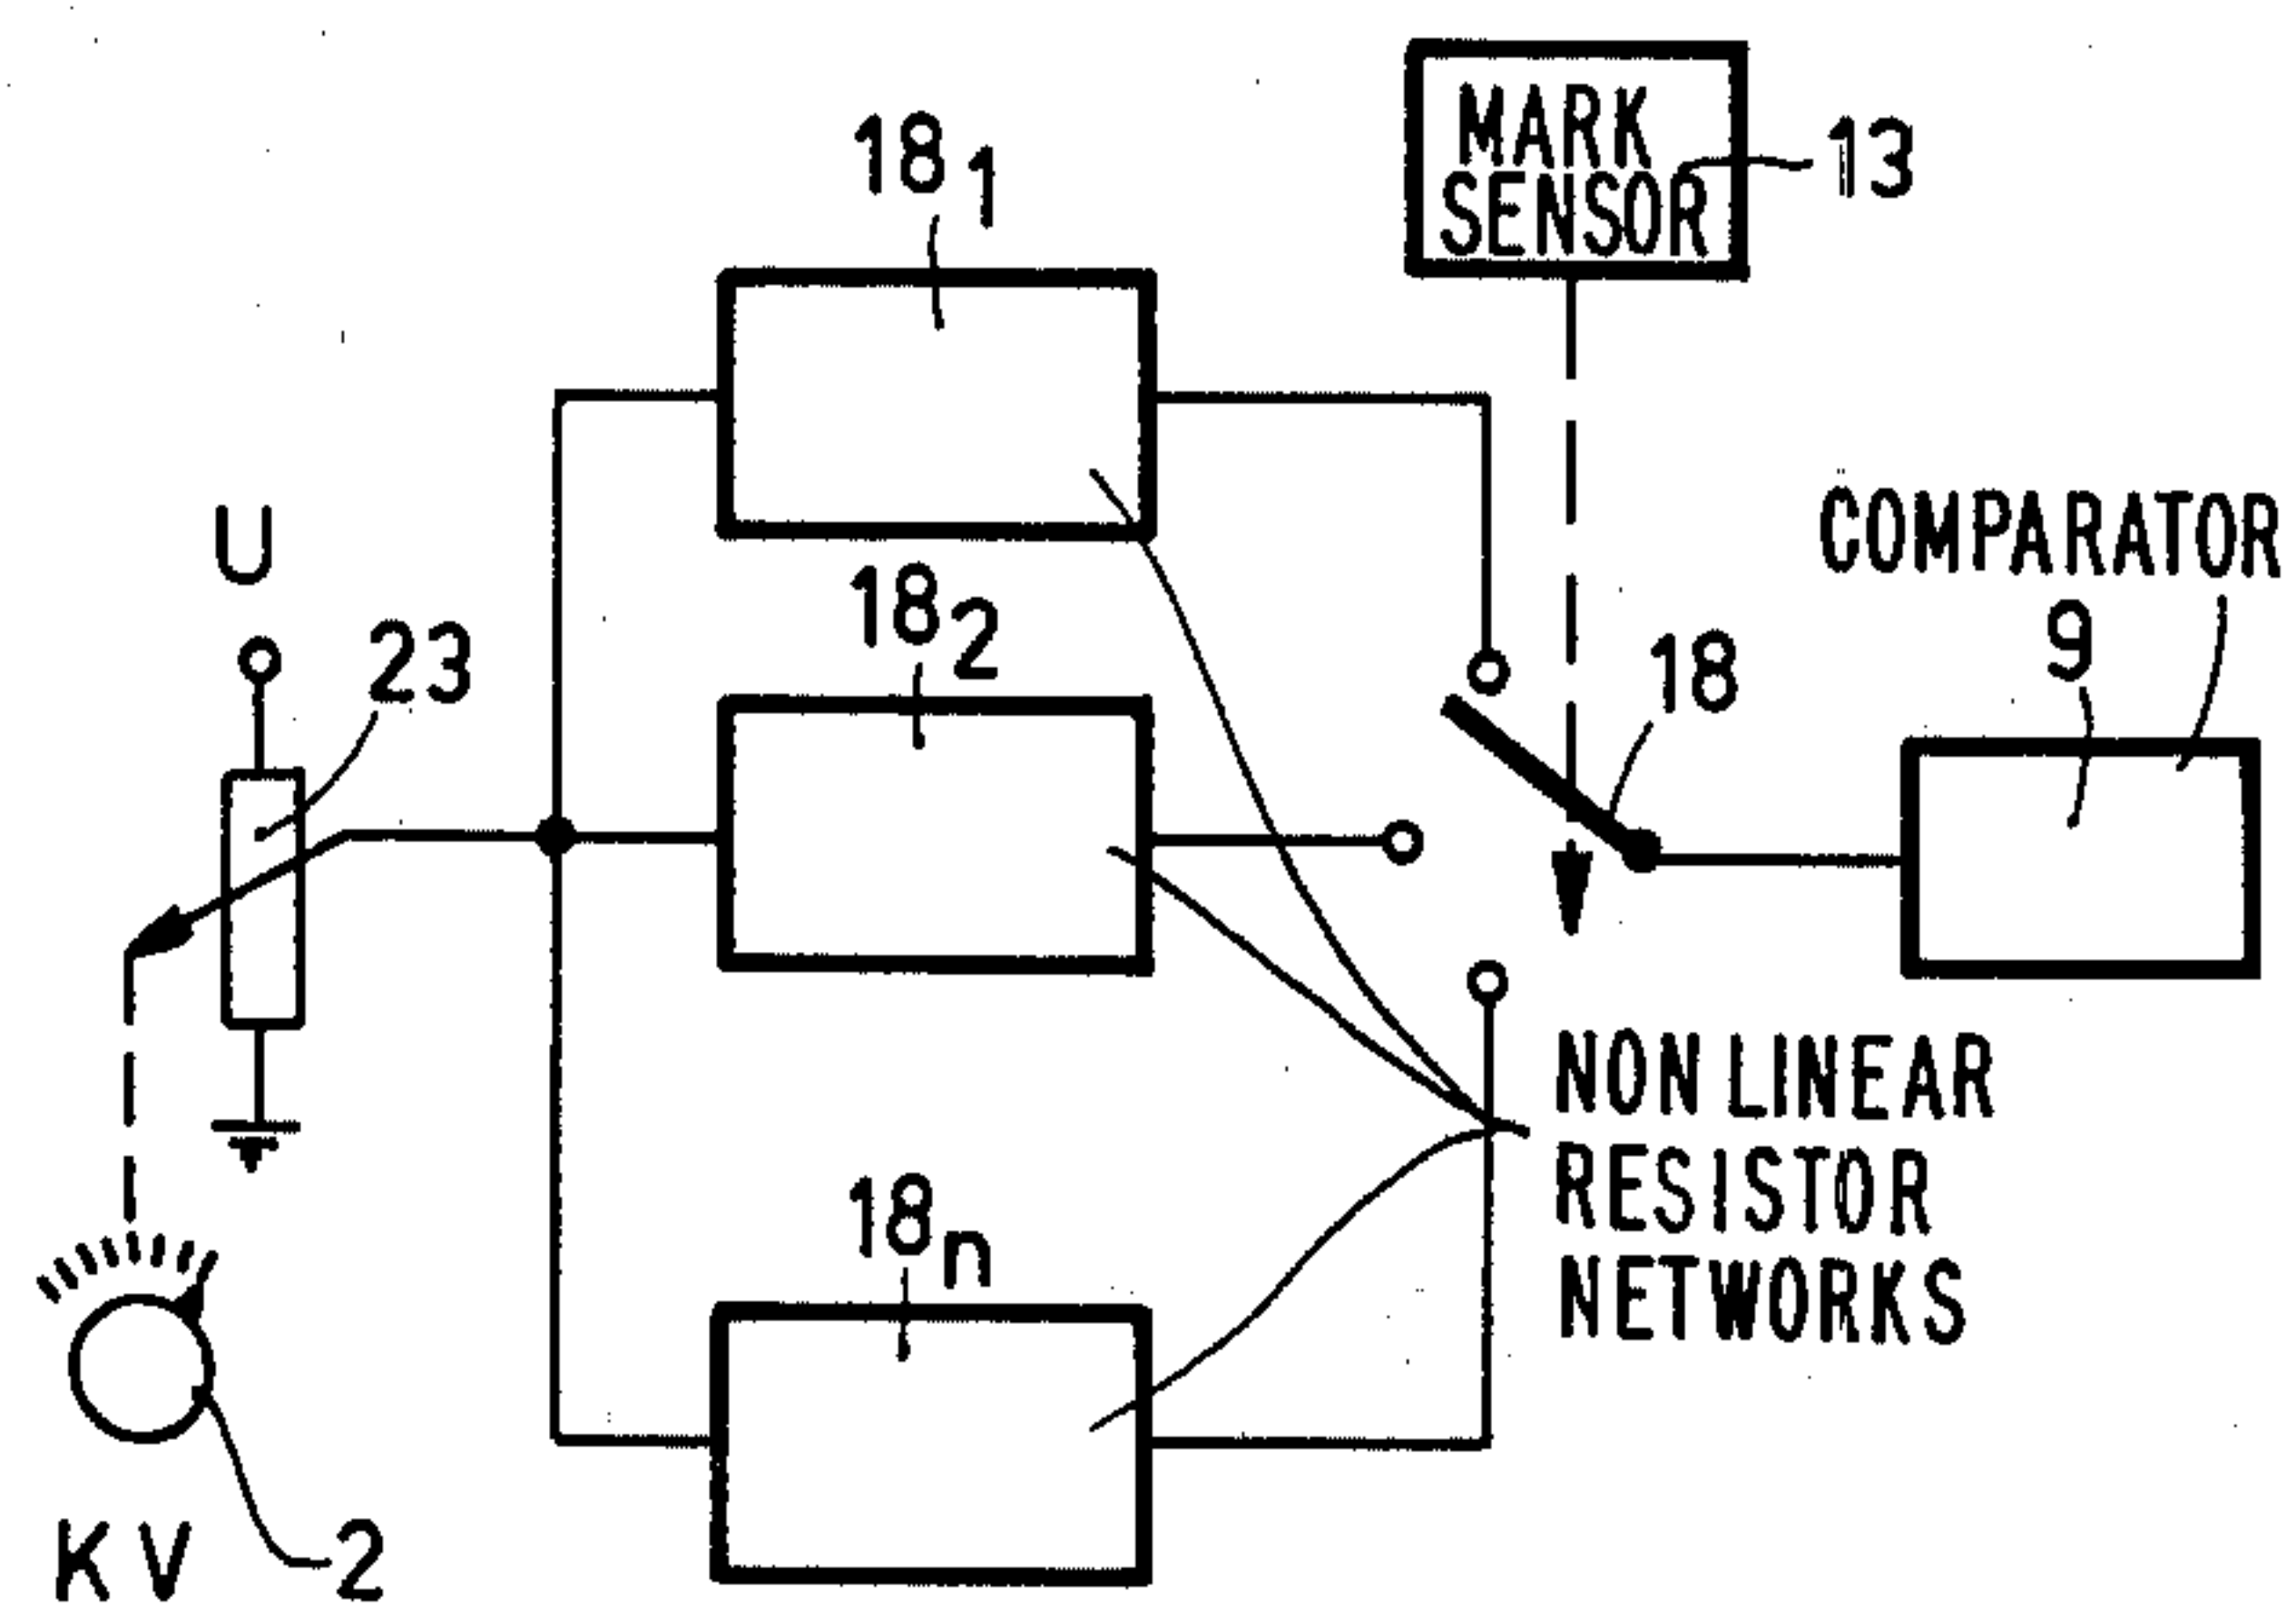 MARK
SENSOR
13
18 1
U
23
18 2
COMPARATOR
9
18
NON LINEAR
RESISTOR
NETWORKS
18 n
KV
2